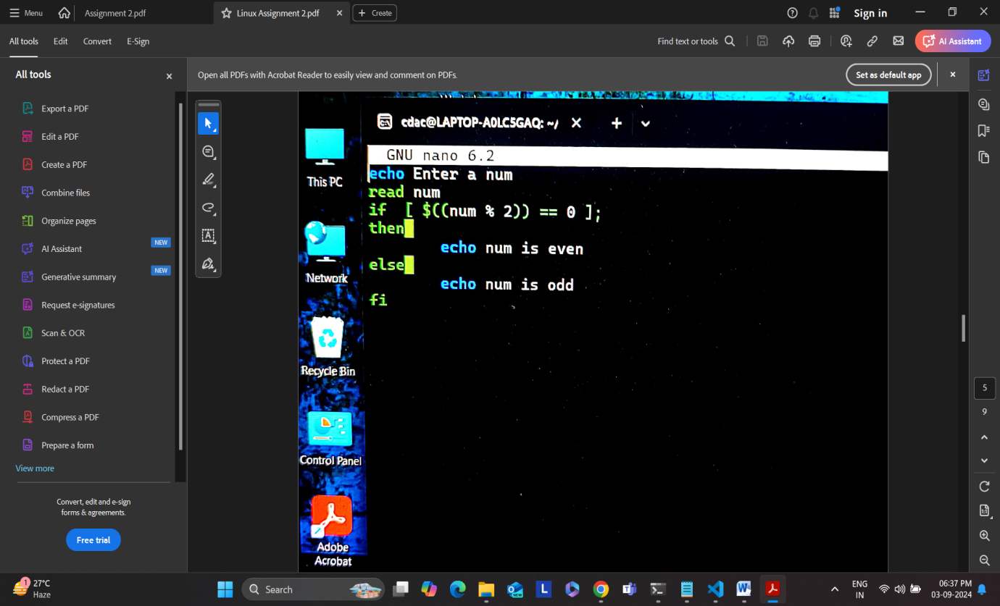 Menu
Assignment 2.pdf
Linux Assignment 2.pdf
Create
Sign in
All tools
Edit
Convert
E-Sign
Find text or tools
AI Assistant
All tools
Open all PDFs with Acrobat Reader to easily view and comment on PDFs.
Set as default app
Export a PDF
Edit a PDF
Create a PDF
Combine files
Organize pages
AI Assistant
NEW
Generative summary
NEW
Request e-signatures
Scan & OCR
Protect a PDF
Redact a PDF
Compress a PDF
Prepare a form
View more
Convert, edit and e-sign
forms & agreements.
Free trial
cdac@LAPTOP-A0LC5GAQ: ~/
GNU nano 6.2
echo Enter a num
read num
if [ $((num % 2)) == 0 ];
then
echo num is even
else
echo num is odd
fi
This PC
Network
Recycle Bin
Control Panel
Adobe
Acrobat
5
9
1
27°C
Haze
Search
ENG
IN
06:37 PM
03-09-2024